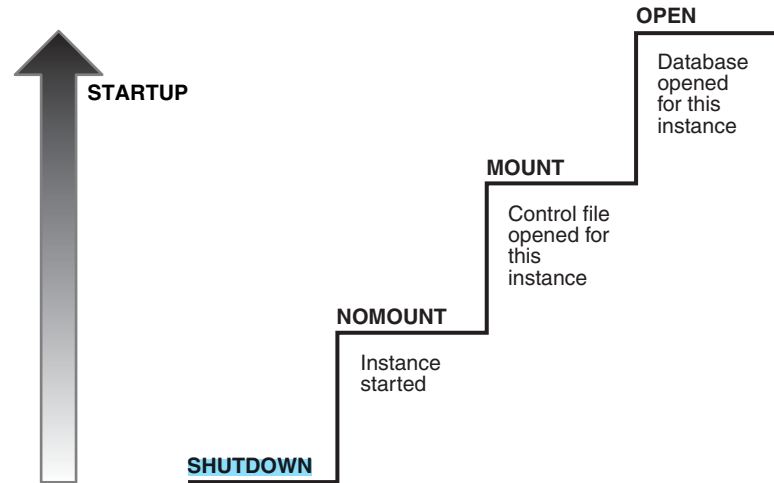 OPEN
Database
opened
for this
instance
STARTUP
MOUNT
Control file
opened for
this
instance
NOMOUNT
Instance
started
SHUTDOWN